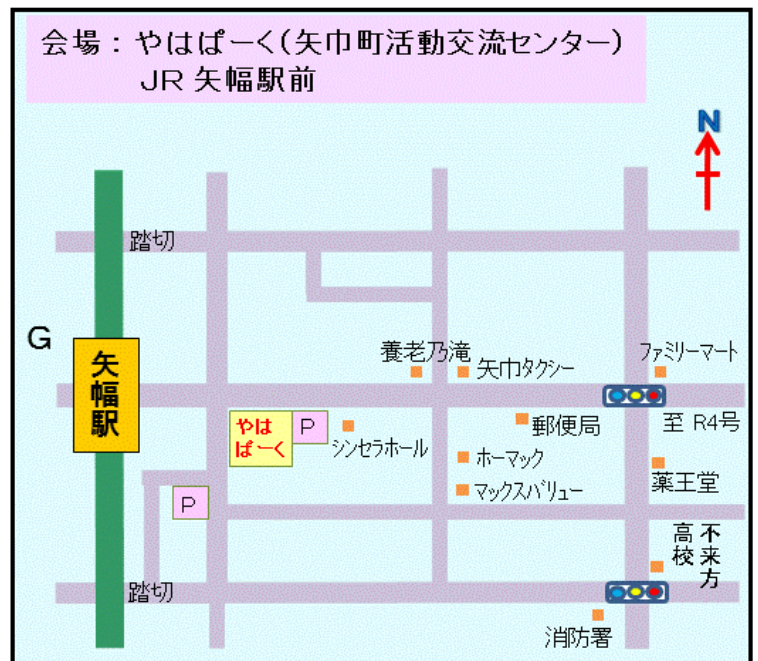 会場：やはぱーく(矢巾町活動交流センター)
JR 矢幅駅前
N
踏切
G
矢幅駅
養老乃滝
矢巾タクシー
ファミリーマート
やは
ぱーく
P
シンセラホール
郵便局
至 R4号
ホーマック
薬王堂
マックスバリュー
P
不来方
高校
踏切
消防署